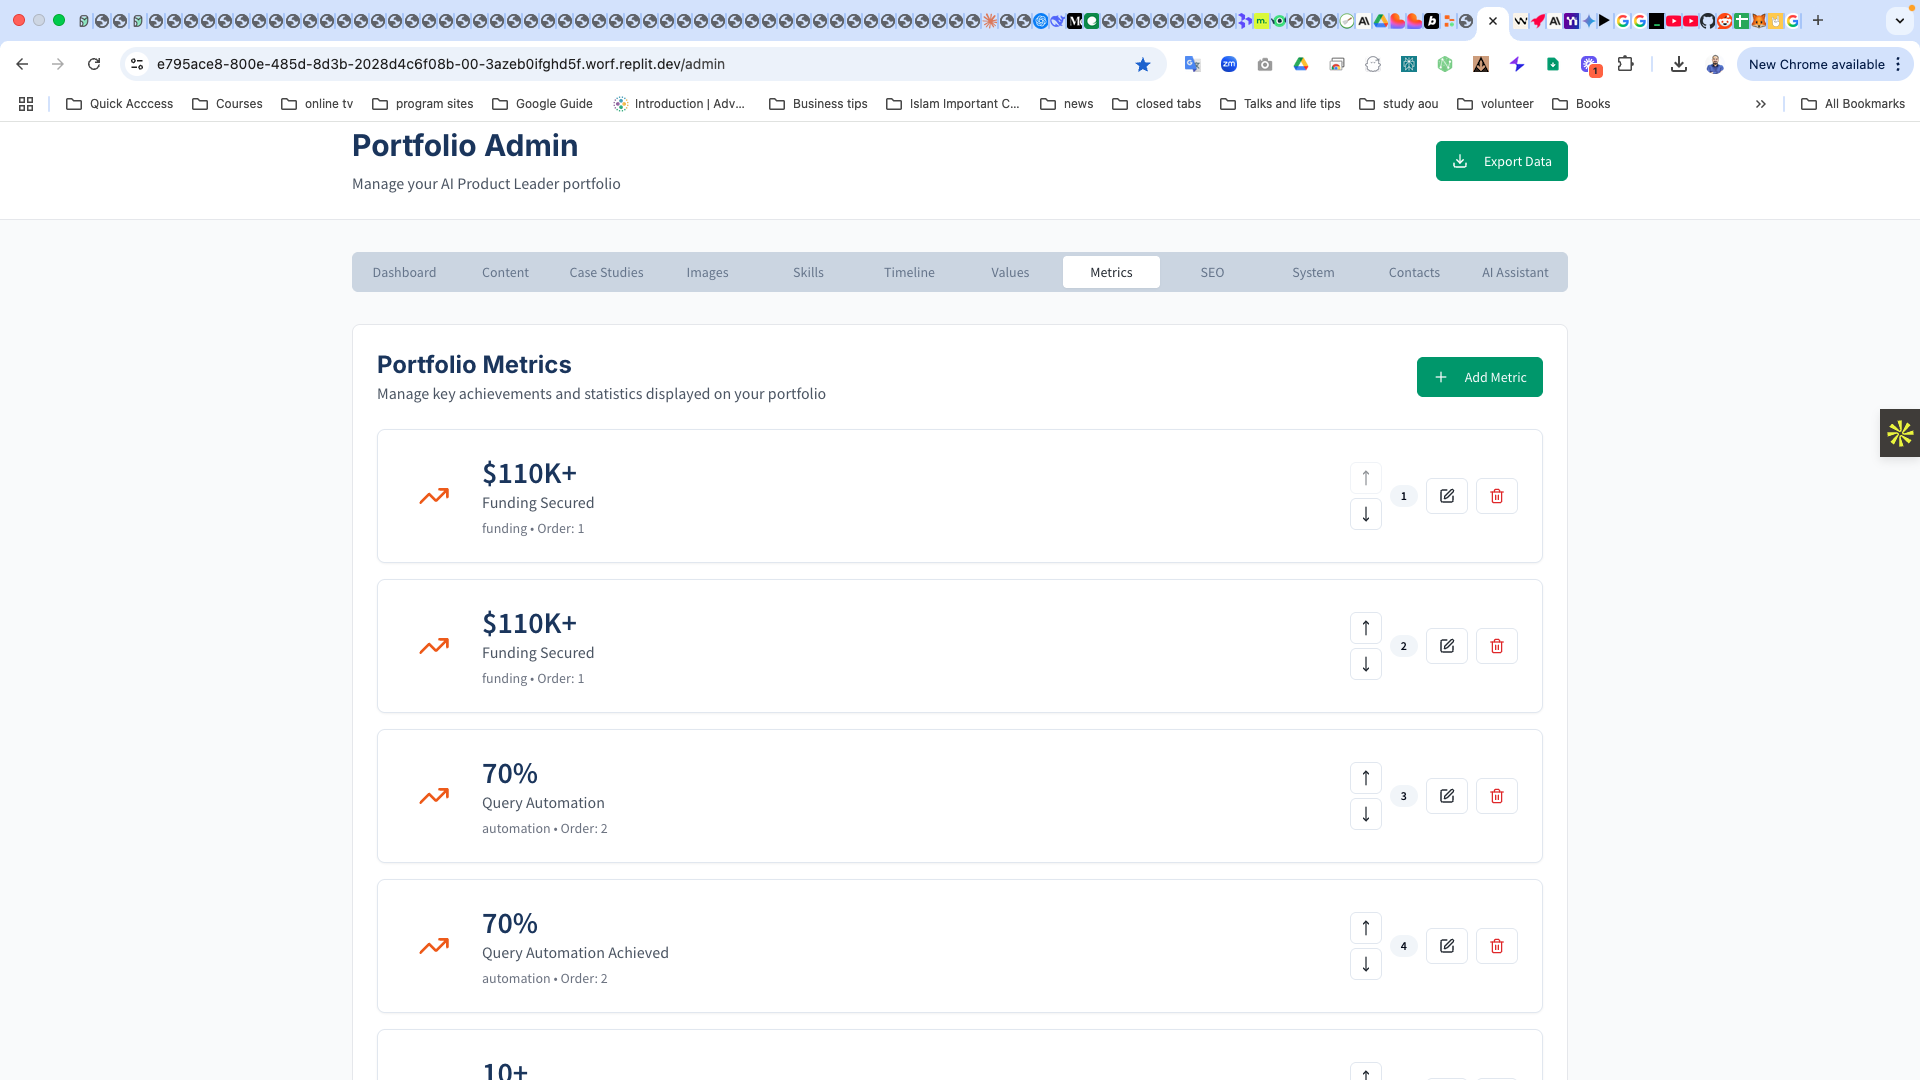 e795ace8-800e-485d-8d3b-2028d4c6f08b-00-3azeb0ifghd5f.worf.replit.dev/admin
New Chrome available
Quick Acccess
Courses
online tv
program sites
Google Guide
Introduction | Adv...
Business tips
Islam Important C...
news
closed tabs
Talks and life tips
study aou
volunteer
Books
All Bookmarks
Portfolio Admin
Manage your AI Product Leader portfolio
Export Data
Dashboard
Content
Case Studies
Images
Skills
Timeline
Values
Metrics
SEO
System
Contacts
AI Assistant
Portfolio Metrics
Manage key achievements and statistics displayed on your portfolio
Add Metric
$110K+
Funding Secured
funding • Order: 1
1
$110K+
Funding Secured
funding • Order: 1
2
70%
Query Automation
automation • Order: 2
3
70%
Query Automation Achieved
automation • Order: 2
4
10+